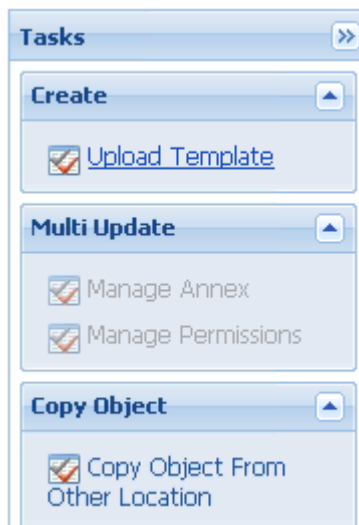 Tasks
Create
Upload Template
Multi Update
Manage Annex
Manage Permissions
Copy Object
Copy Object From
Other Location